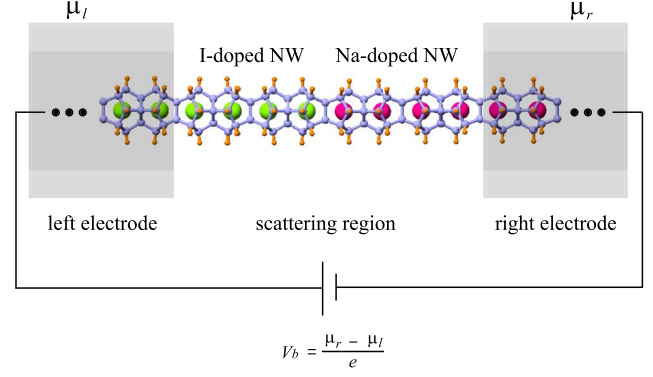 μl μr
I-doped NW Na-doped NW
left electrode scattering region right electrode
Vb = μr − μl / e